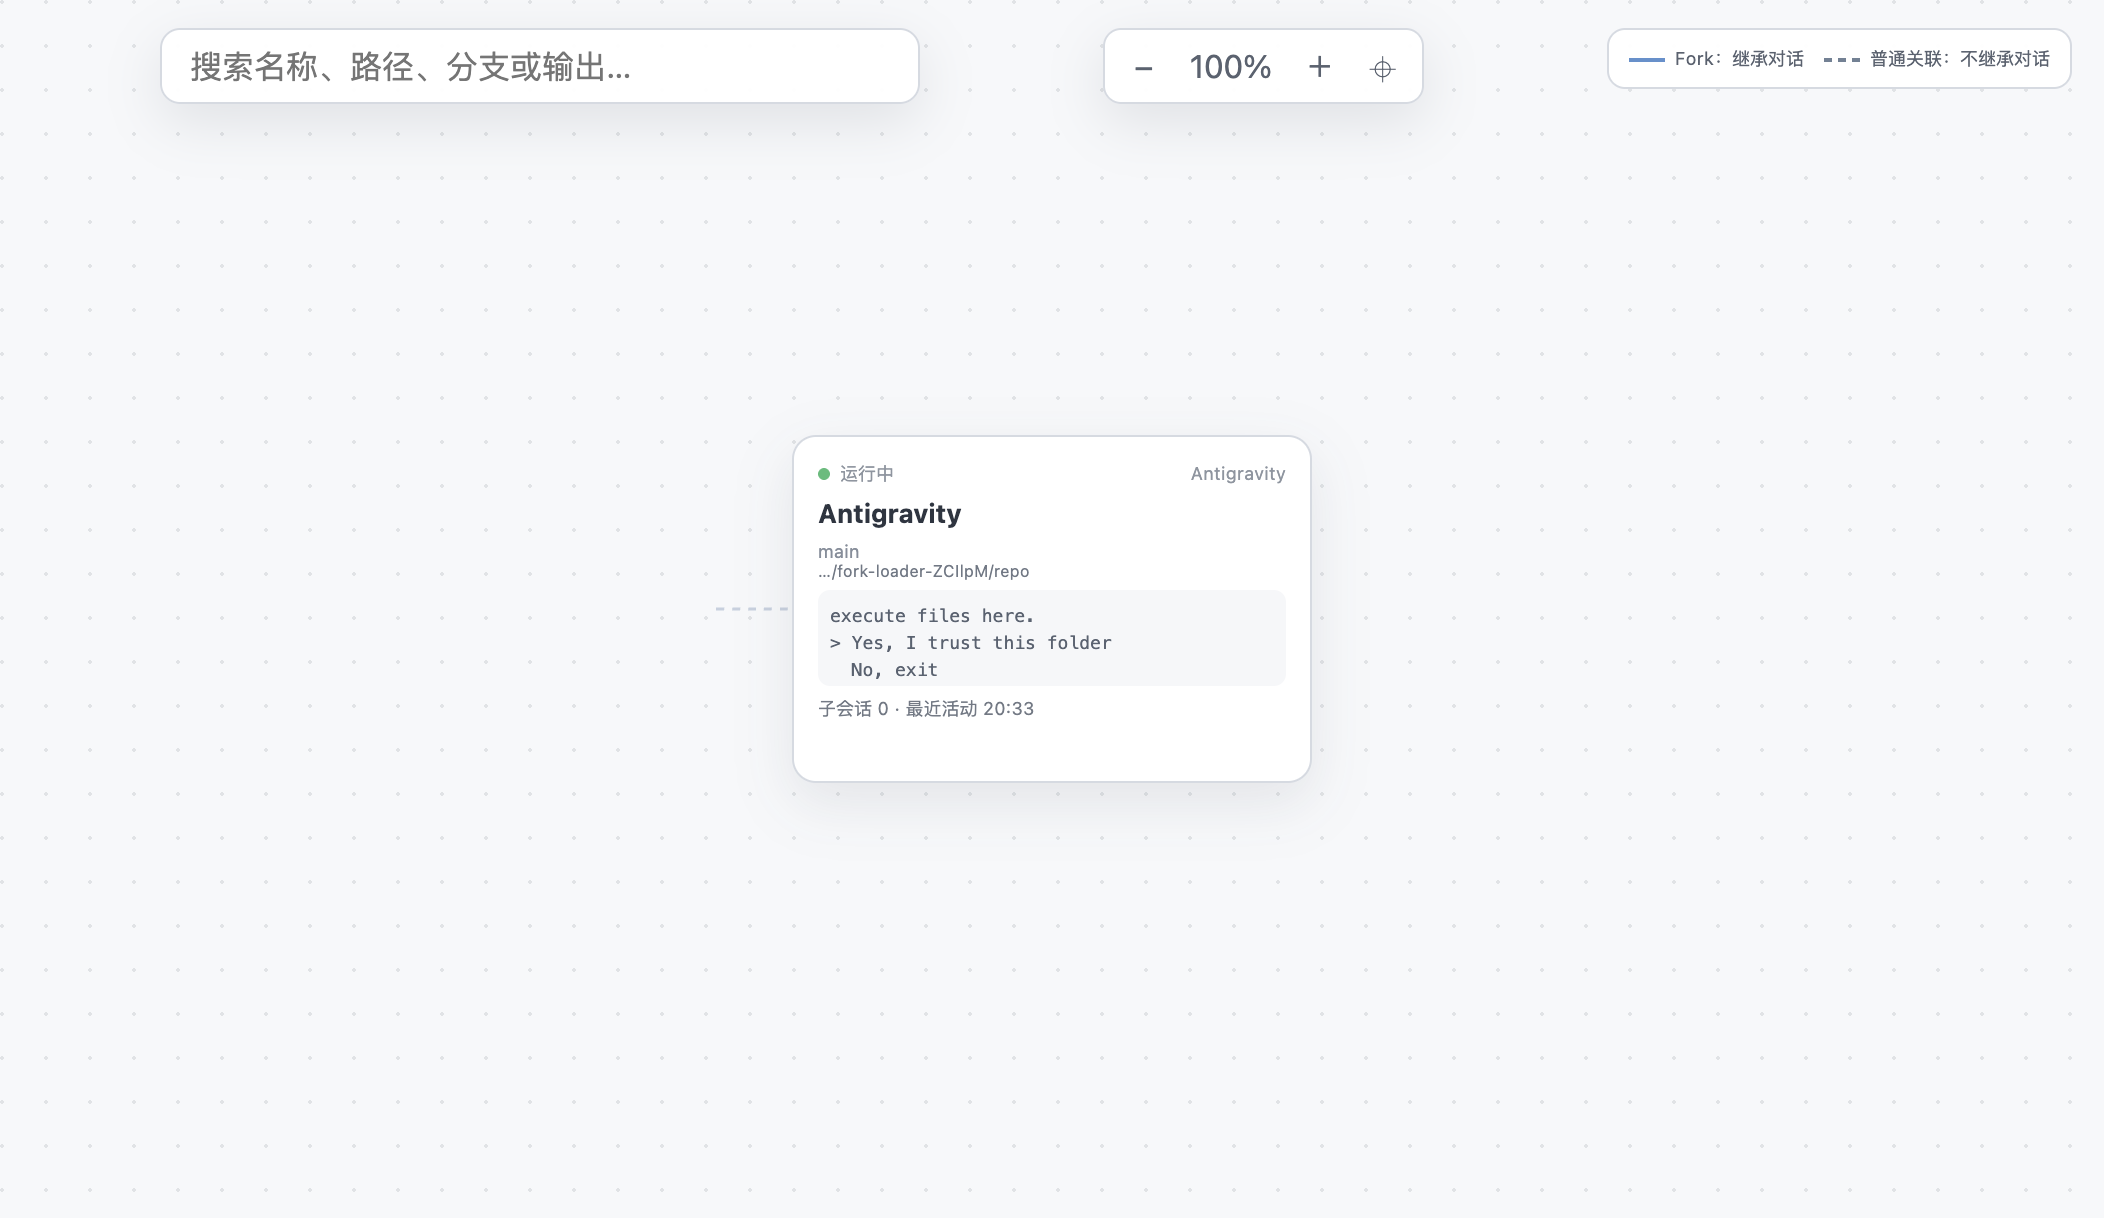 搜索名称、路径、分支或输出...
− 100% +
Fork：继承对话 普通关联：不继承对话
运行中 Antigravity
Antigravity
main
…/fork-loader-ZCIlpM/repo
execute files here.
> Yes, I trust this folder
No, exit
子会话 0 · 最近活动 20:33